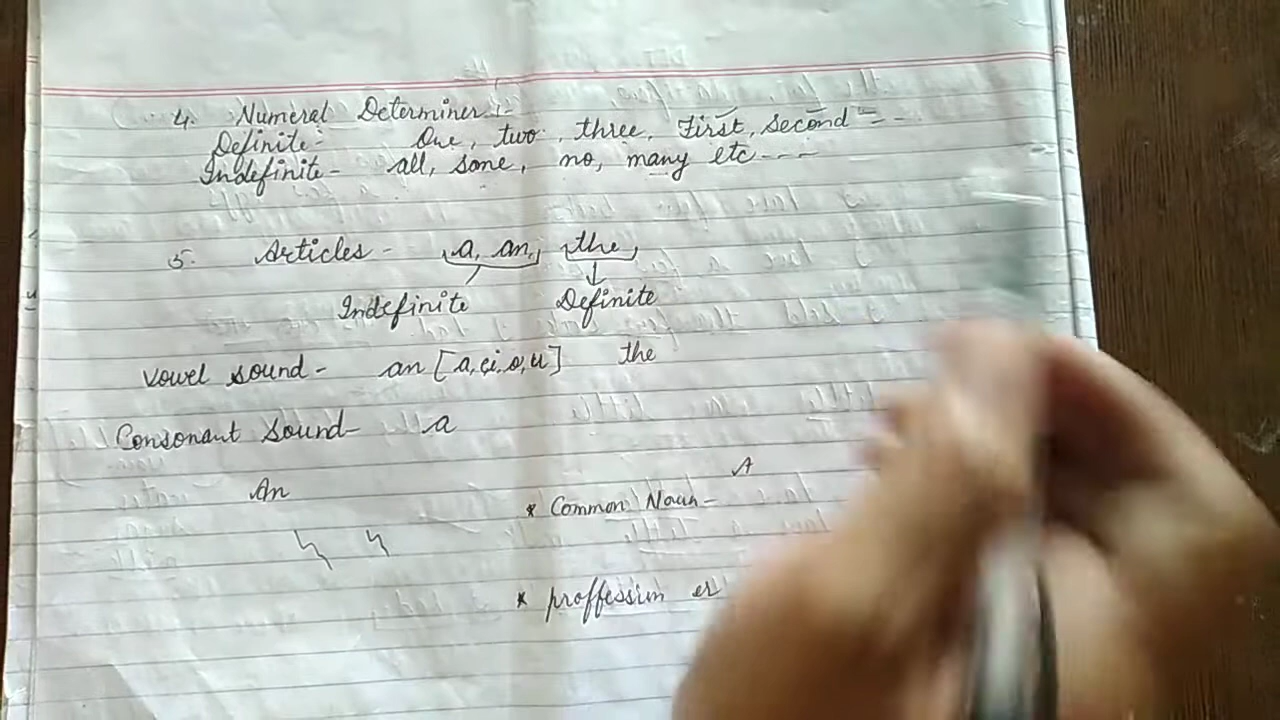 4. Numeral Determiner :-
Definite - One, two, three, First, Second - - -
Indefinite - all, some, no, many etc - - -
5. Articles - a, an, the,
Indefinite Definite
Vowel sound - an [a, e, i, o, u] the
Consonant Sound - a
An A
* Common Noun -
* proffession er